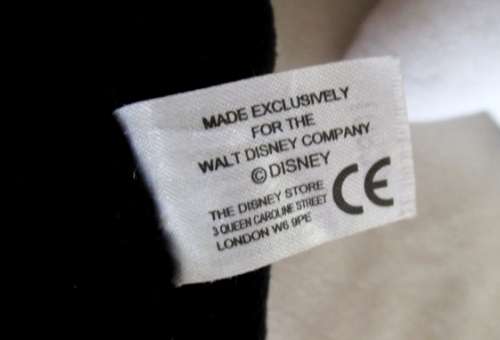 MADE EXCLUSIVELY
FOR THE
WALT DISNEY COMPANY
© DISNEY
THE DISNEY STORE
3 QUEEN CAROLINE STREET
LONDON W6 9PE
CE